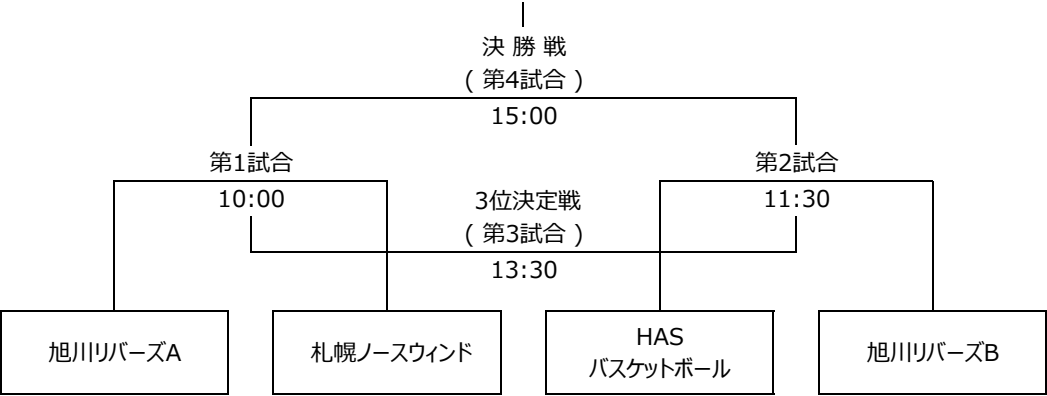 決 勝 戦
( 第4試合 )
15:00
第1試合
第2試合
10:00
11:30
3位決定戦
( 第3試合 )
13:30
旭川リバーズA
札幌ノースウィンド
HAS
バスケットボール
旭川リバーズB